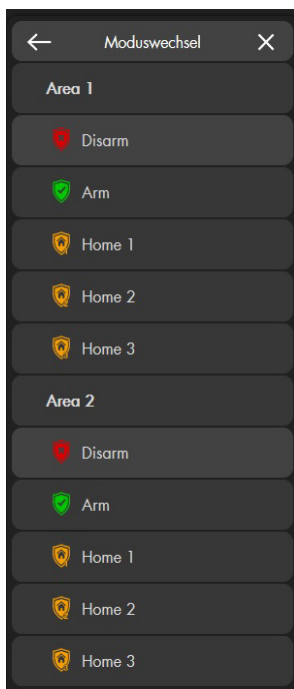 Moduswechsel
Area 1
Disarm
Arm
Home 1
Home 2
Home 3
Area 2
Disarm
Arm
Home 1
Home 2
Home 3